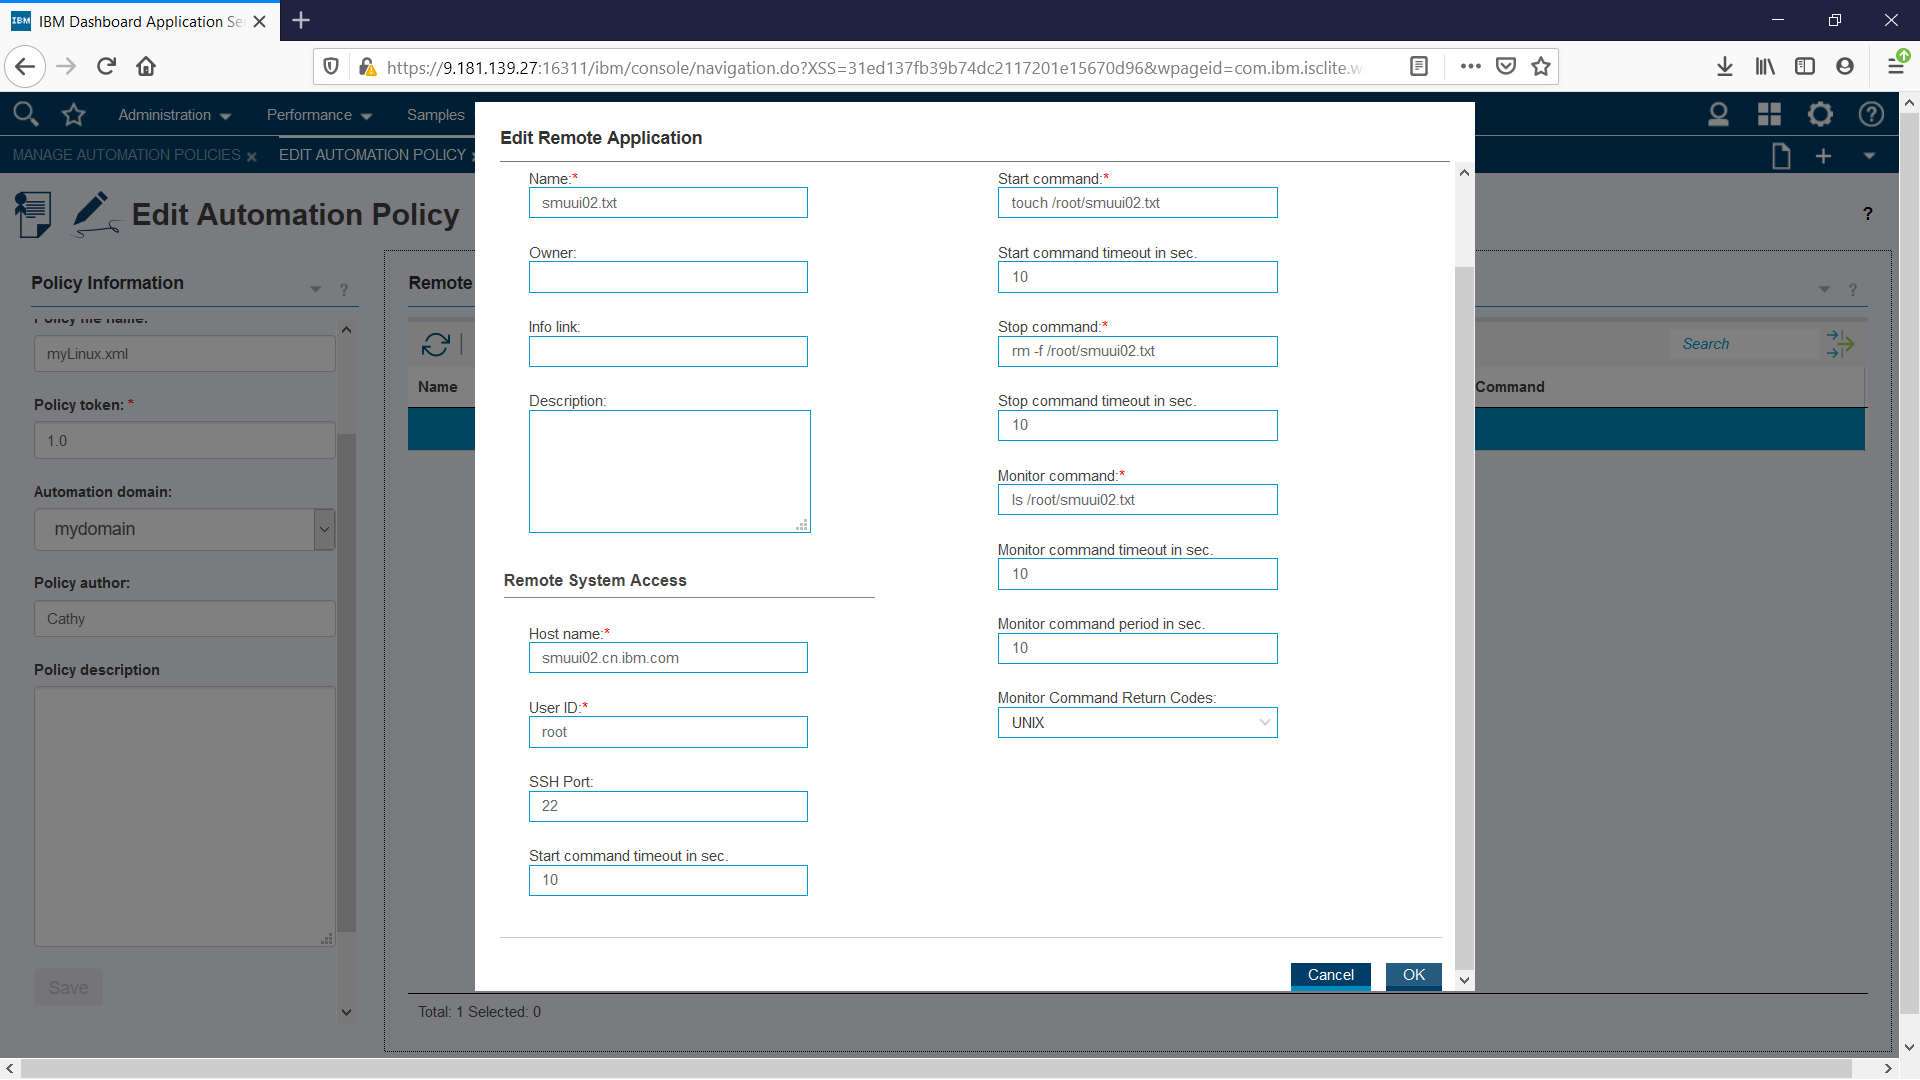 IBM Dashboard Application Se
https://9.181.139.27:16311/ibm/console/navigation.do?XSS=31ed137fb39b74dc2117201e15670d96&wpageid=com.ibm.isclite.w
Administration Performance Samples
MANAGE AUTOMATION POLICIES EDIT AUTOMATION POLICY
Edit Automation Policy
?
Policy Information
?
Policy file name:
myLinux.xml
Policy token: *
1.0
Automation domain:
mydomain
Policy author:
Cathy
Policy description
Save
Remote
?
Search
Name
Command
Total: 1 Selected: 0
Edit Remote Application
Name:*
smuui02.txt
Owner:
Info link:
Description:
Remote System Access
Host name:*
smuui02.cn.ibm.com
User ID:*
root
SSH Port:
22
Start command timeout in sec.
10
Start command:*
touch /root/smuui02.txt
Start command timeout in sec.
10
Stop command:*
rm -f /root/smuui02.txt
Stop command timeout in sec.
10
Monitor command:*
ls /root/smuui02.txt
Monitor command timeout in sec.
10
Monitor command period in sec.
10
Monitor Command Return Codes:
UNIX
Cancel OK